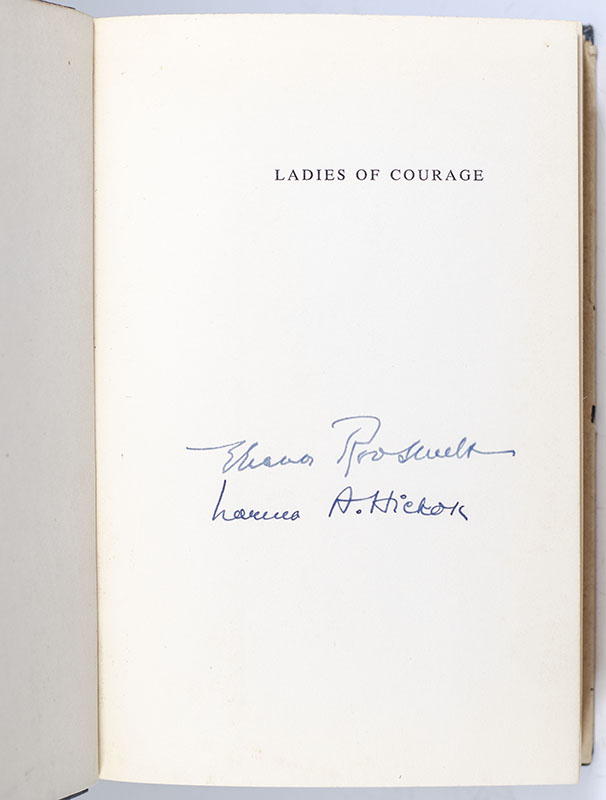 LADIES OF COURAGE
Eleanor Roosevelt
Lorena A. Hickok